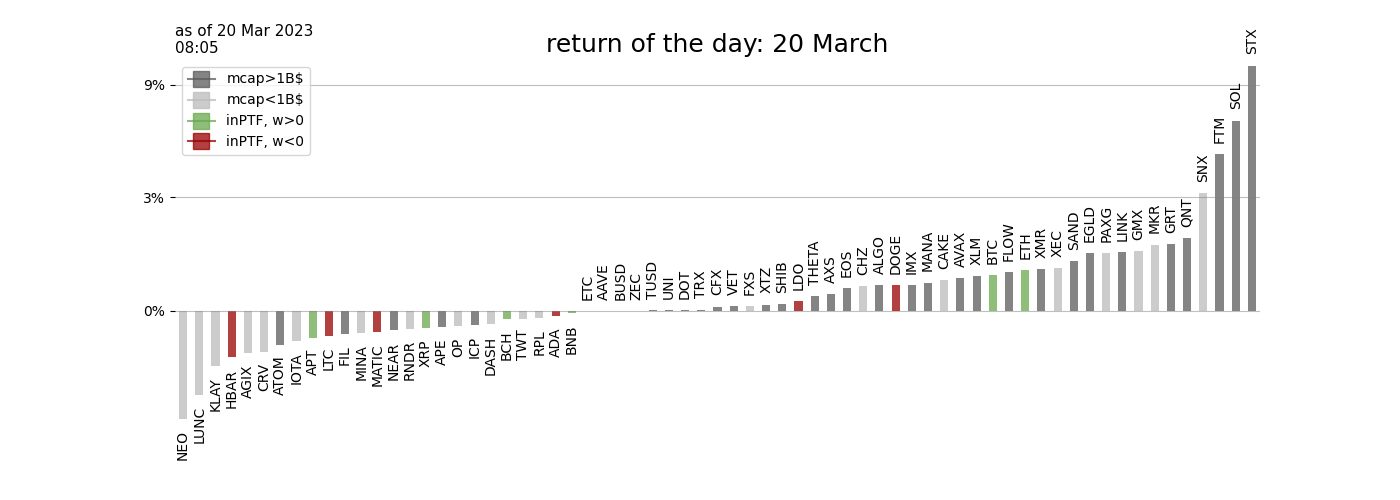 as of 20 Mar 2023
08:05
return of the day: 20 March
mcap>1B$
mcap<1B$
inPTF, w>0
inPTF, w<0
9%
3%
0%
NEO
LUNC
KLAY
HBAR
AGIX
CRV
ATOM
IOTA
APT
LTC
FIL
MINA
MATIC
NEAR
RNDR
XRP
APE
OP
ICP
DASH
BCH
TWT
RPL
ADA
BNB
ETC
AAVE
BUSD
ZEC
TUSD
UNI
DOT
TRX
CFX
VET
FXS
XTZ
SHIB
LDO
THETA
AXS
EOS
CHZ
ALGO
DOGE
IMX
MANA
CAKE
AVAX
XLM
BTC
FLOW
ETH
XMR
XEC
SAND
EGLD
PAXG
LINK
GMX
MKR
GRT
QNT
SNX
FTM
SOL
STX